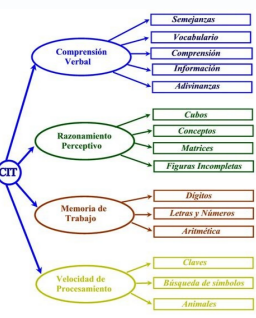 CIT
Comprensión
Verbal
Semejanzas
Vocabulario
Comprensión
Información
Adivinanzas
Razonamiento
Perceptivo
Cubos
Conceptos
Matrices
Figuras Incompletas
Memoria de
Trabajo
Dígitos
Letras y Números
Aritmética
Velocidad de
Procesamiento
Claves
Búsqueda de símbolos
Animales